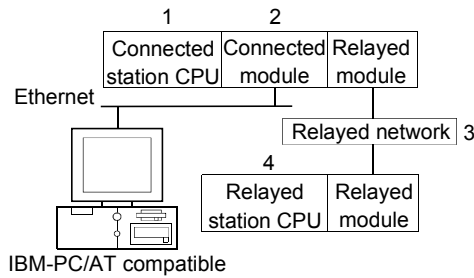 1 2
Connected station CPU
Connected module
Relayed module
Ethernet
Relayed network 3
4
Relayed station CPU
Relayed module
IBM-PC/AT compatible